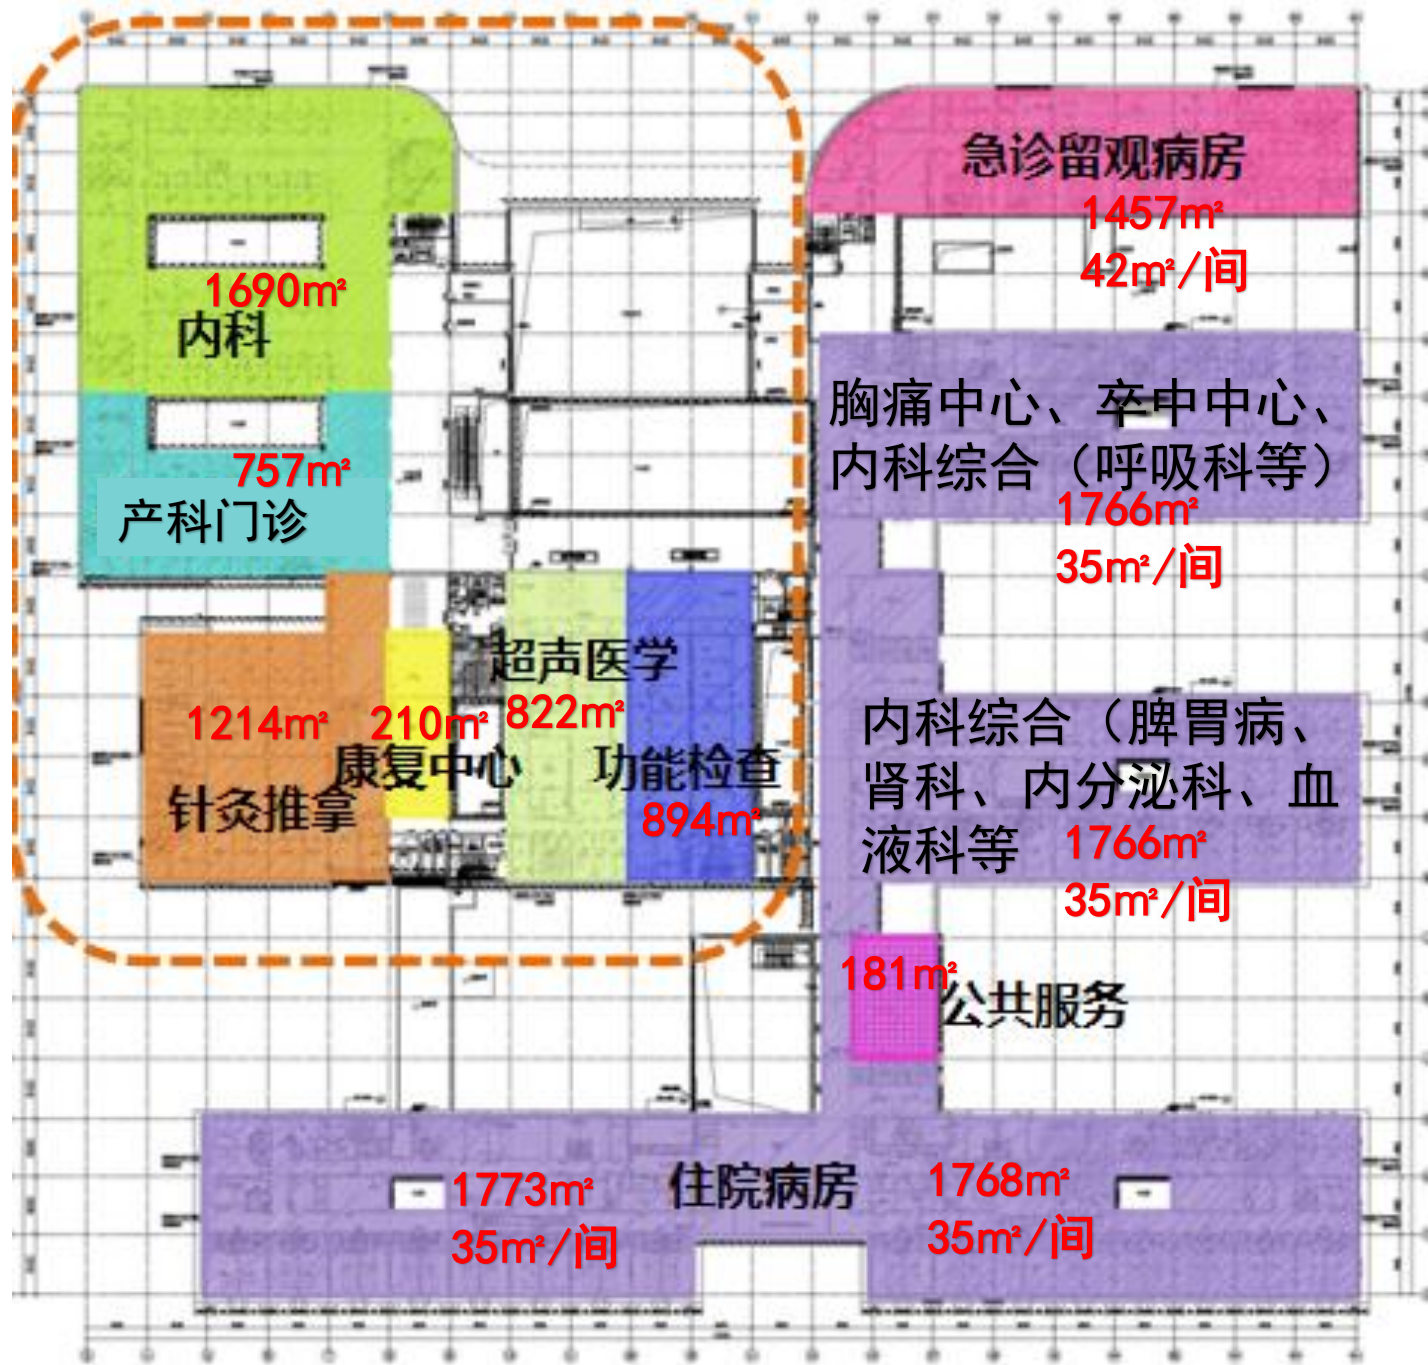 急诊留观病房
1457㎡
42㎡/间
1690㎡
内科
胸痛中心、卒中中心、
内科综合（呼吸科等）
1766㎡
35㎡/间
757㎡
产科门诊
超声医学
822㎡
1214㎡
210㎡
康复中心
功能检查
针灸推拿
894㎡
内科综合（脾胃病、
肾科、内分泌科、血
液科等
1766㎡
35㎡/间
181㎡
公共服务
住院病房
1773㎡
35㎡/间
1768㎡
35㎡/间